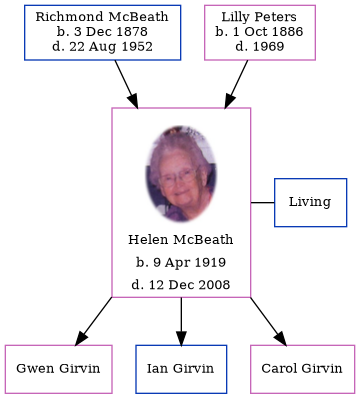 Richmond McBeath
b. 3 Dec 1878
d. 22 Aug 1952
Lilly Peters
b. 1 Oct 1886
d. 1969
Helen McBeath
b. 9 Apr 1919
d. 12 Dec 2008
Living
Gwen Girvin
Ian Girvin
Carol Girvin